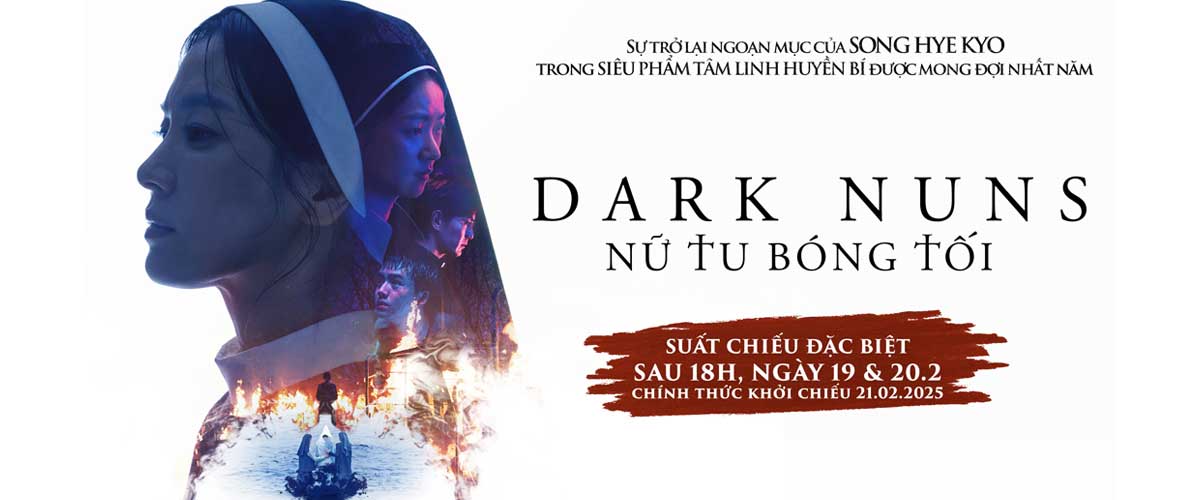 SỰ TRỞ LẠI NGOẠN MỤC CỦA SONG HYE KYO
TRONG SIÊU PHẨM TÂM LINH HUYỀN BÍ ĐƯỢC MONG ĐỢI NHẤT NĂM
DARK NUNS
NỮ TU BÓNG TỐI
SUẤT CHIẾU ĐẶC BIỆT
SAU 18H, NGÀY 19 & 20.2
CHÍNH THỨC KHỞI CHIẾU 21.02.2025